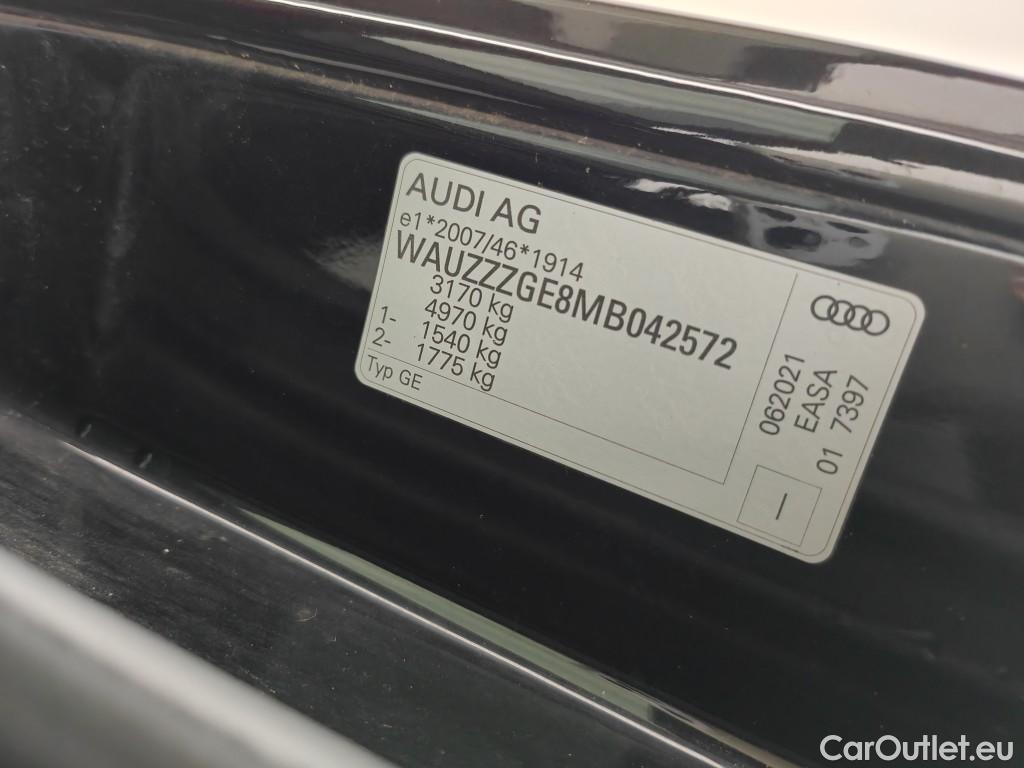 AUDI AG
e1*2007/46*1914
WAUZZZGE8MB042572
3170 kg
4970 kg
1- 1540 kg
2- 1775 kg
Typ GE
062021
EASA
01 7397
CarOutlet.eu